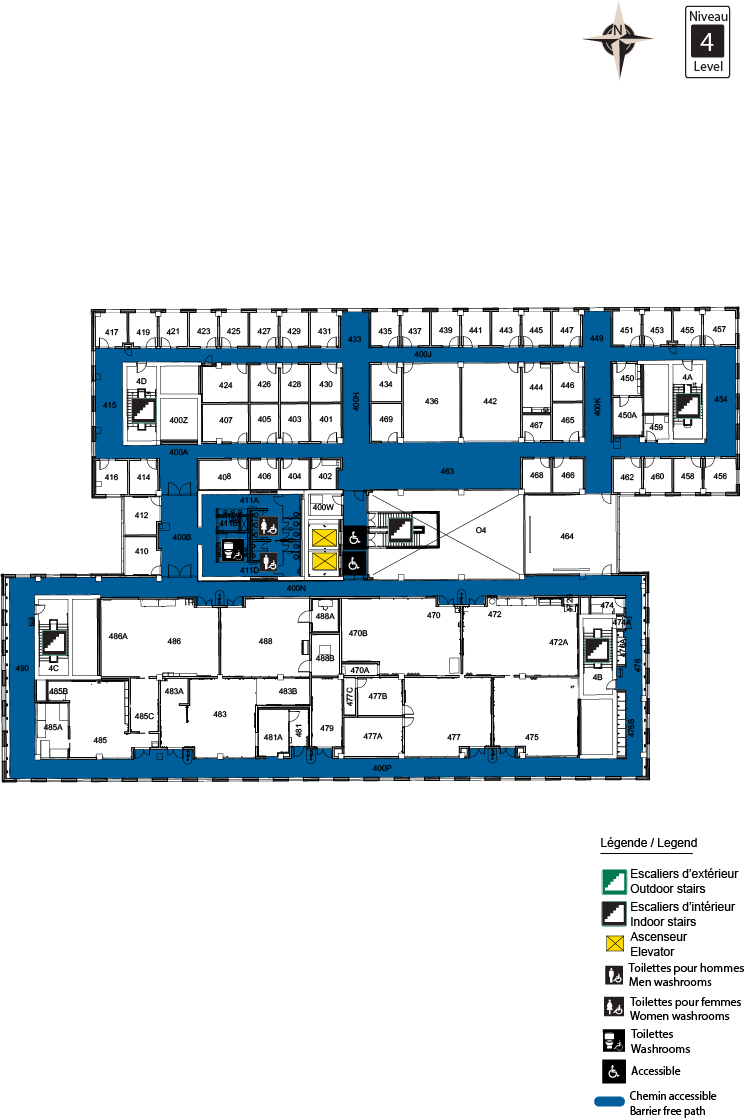 N
Niveau
4
Level
417 419 421 423 425 427 429 431 433 435 437 439 441 443 445 447 449 451 453 455 457
400J
4D 424 426 428 430 434 436 442 444 446 450 4A
415 400Z 407 405 403 401 400H 469 467 465 400K 450A 459 454
400A
416 414 408 406 404 402 463 468 466 462 460 458 456
412 411A 400W
400B 411B O4 464
410 411D
400N
486A 486 488 488A 470B 470 472 472B 474
474A
490 4C 488B 470A 472A 4B 476A 476
485B 483A 483B 477C 477B
485A 485 485C 483 481A 481 479 477A 477 475 476B
400P
Légende / Legend
Escaliers d’extérieur
Outdoor stairs
Escaliers d’intérieur
Indoor stairs
Ascenseur
Elevator
Toilettes pour hommes
Men washrooms
Toilettes pour femmes
Women washrooms
Toilettes
Washrooms
Accessible
Chemin accessible
Barrier free path